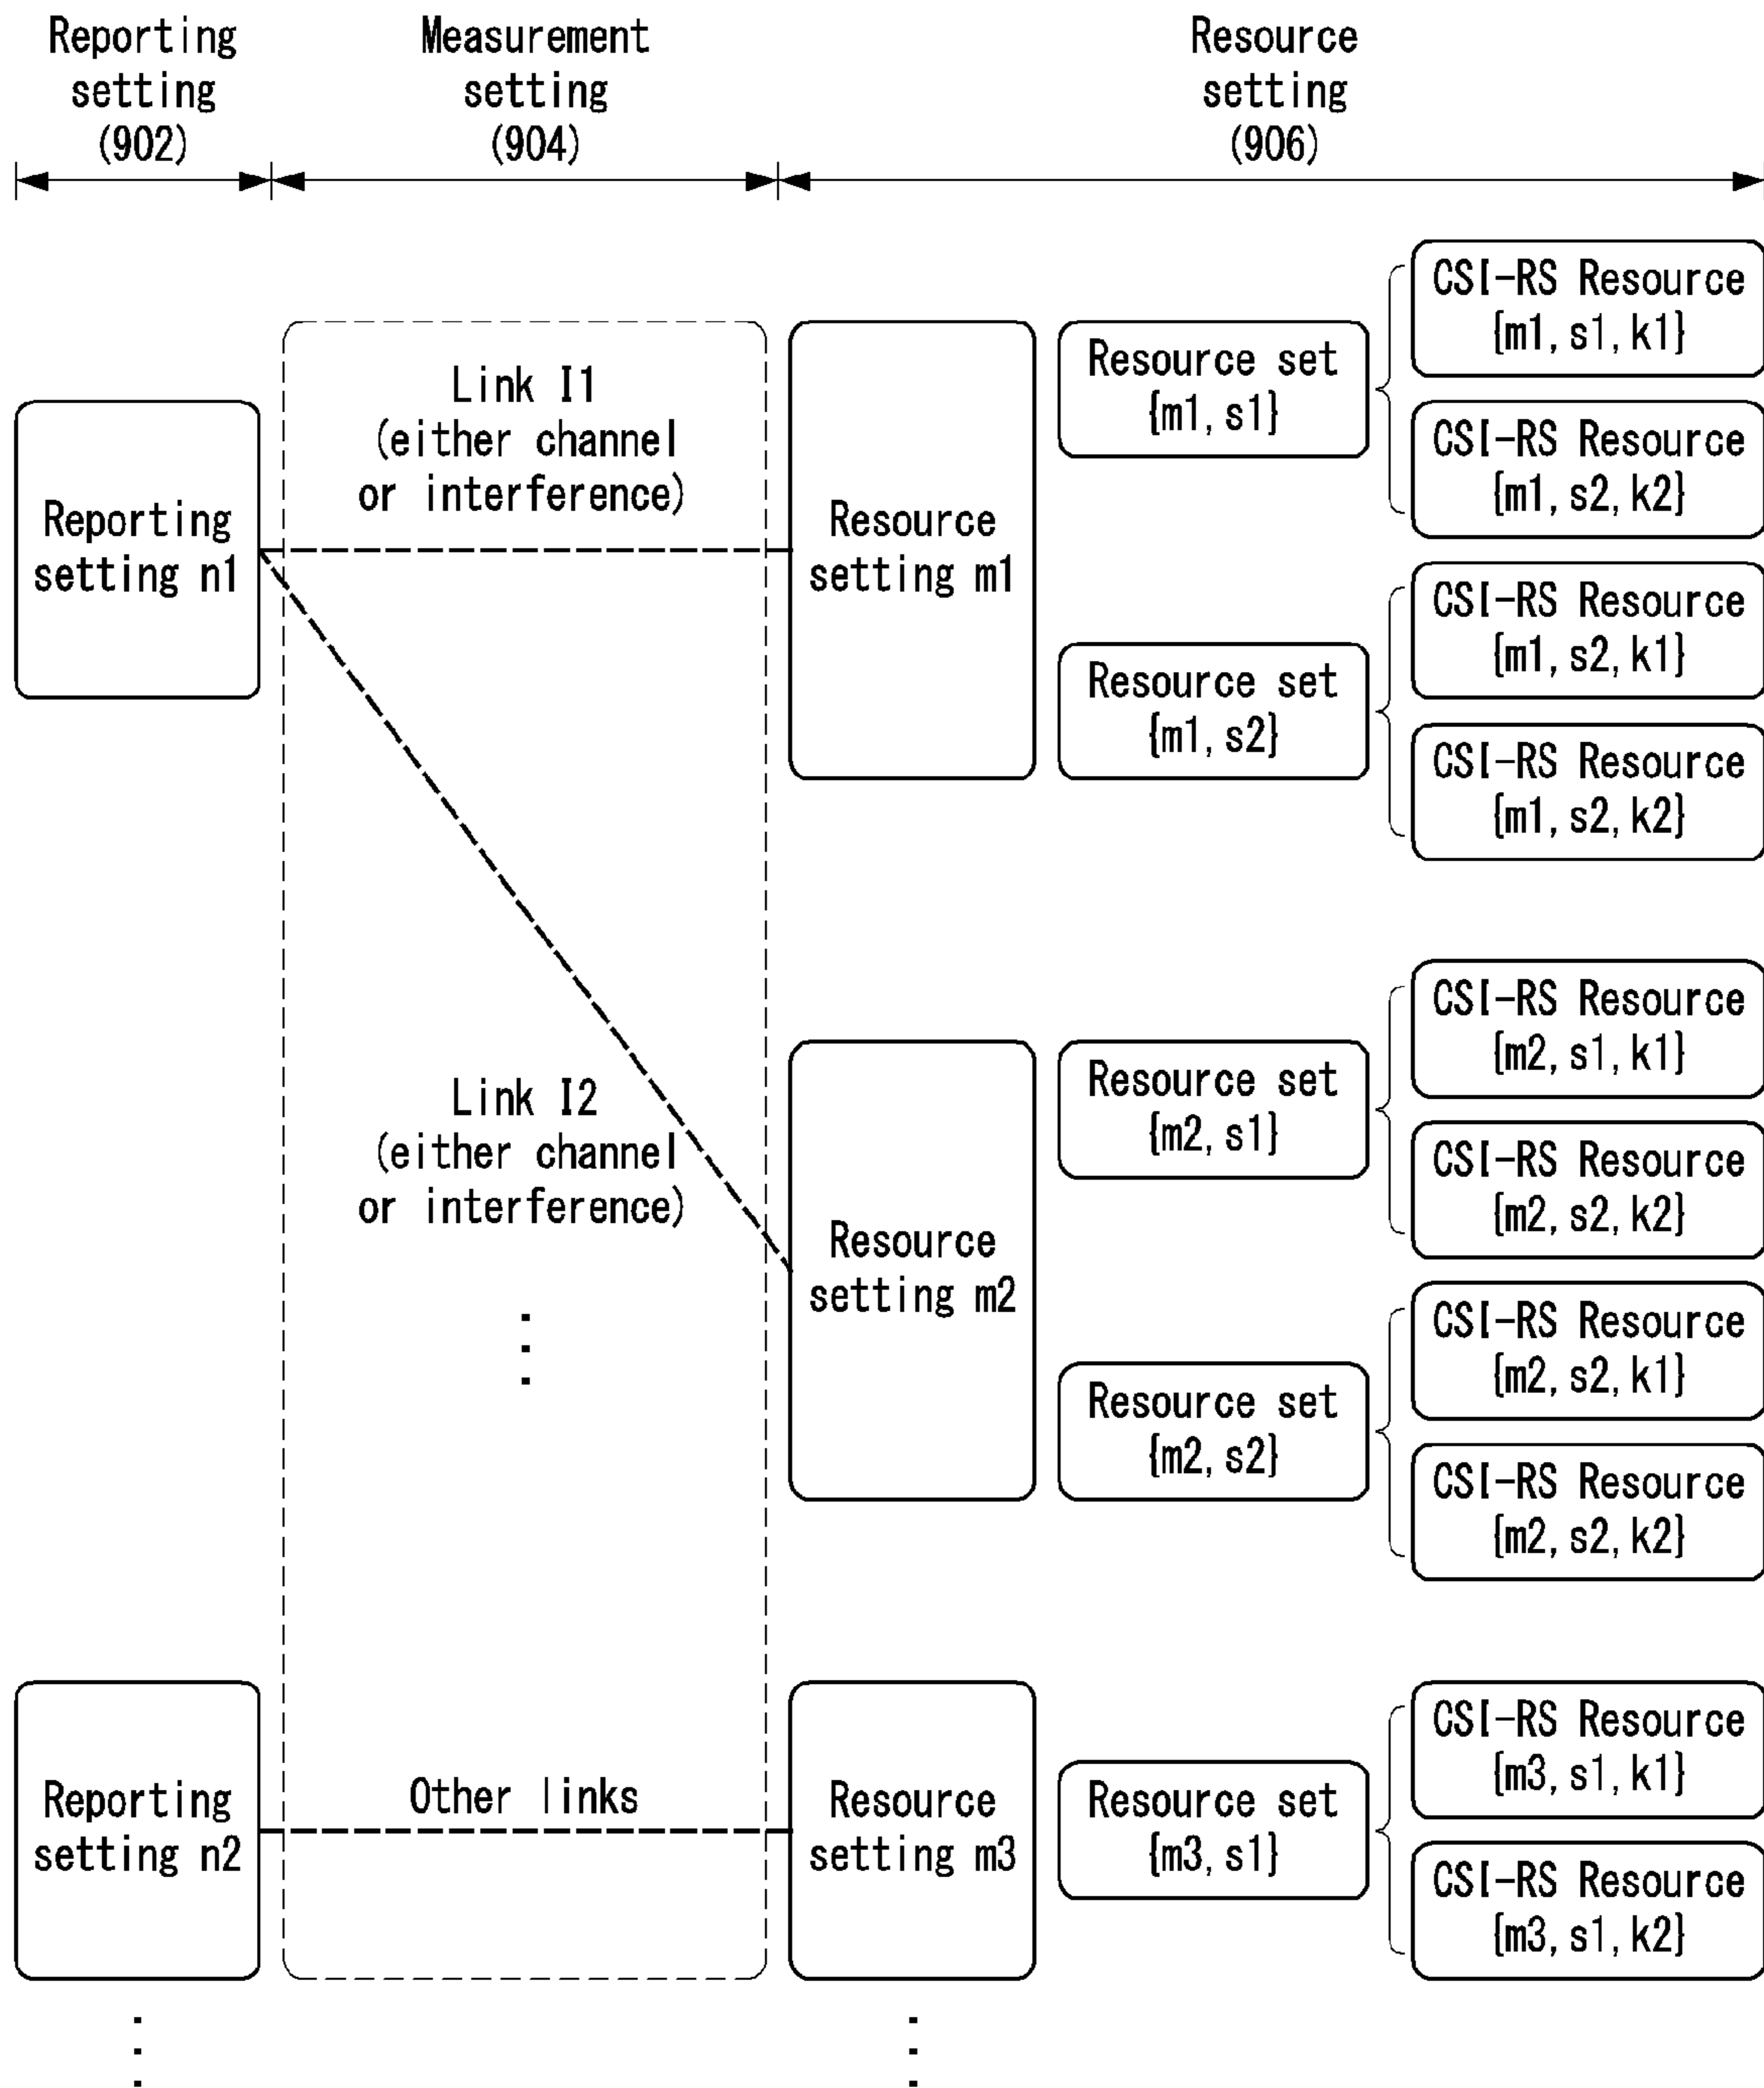 Reporting
setting
(902)
Measurement
setting
(904)
Resource
setting
(906)
Reporting
setting n1
Link I1
(either channel
or interference)
Resource
setting m1
Resource set
{m1, s1}
CSI-RS Resource
{m1, s1, k1}
CSI-RS Resource
{m1, s2, k2}
Resource set
{m1, s2}
CSI-RS Resource
{m1, s2, k1}
CSI-RS Resource
{m1, s2, k2}
Link I2
(either channel
or interference)
Resource
setting m2
Resource set
{m2, s1}
CSI-RS Resource
{m2, s1, k1}
CSI-RS Resource
{m2, s2, k2}
Resource set
{m2, s2}
CSI-RS Resource
{m2, s2, k1}
CSI-RS Resource
{m2, s2, k2}
Reporting
setting n2
Other links
Resource
setting m3
Resource set
{m3, s1}
CSI-RS Resource
{m3, s1, k1}
CSI-RS Resource
{m3, s1, k2}